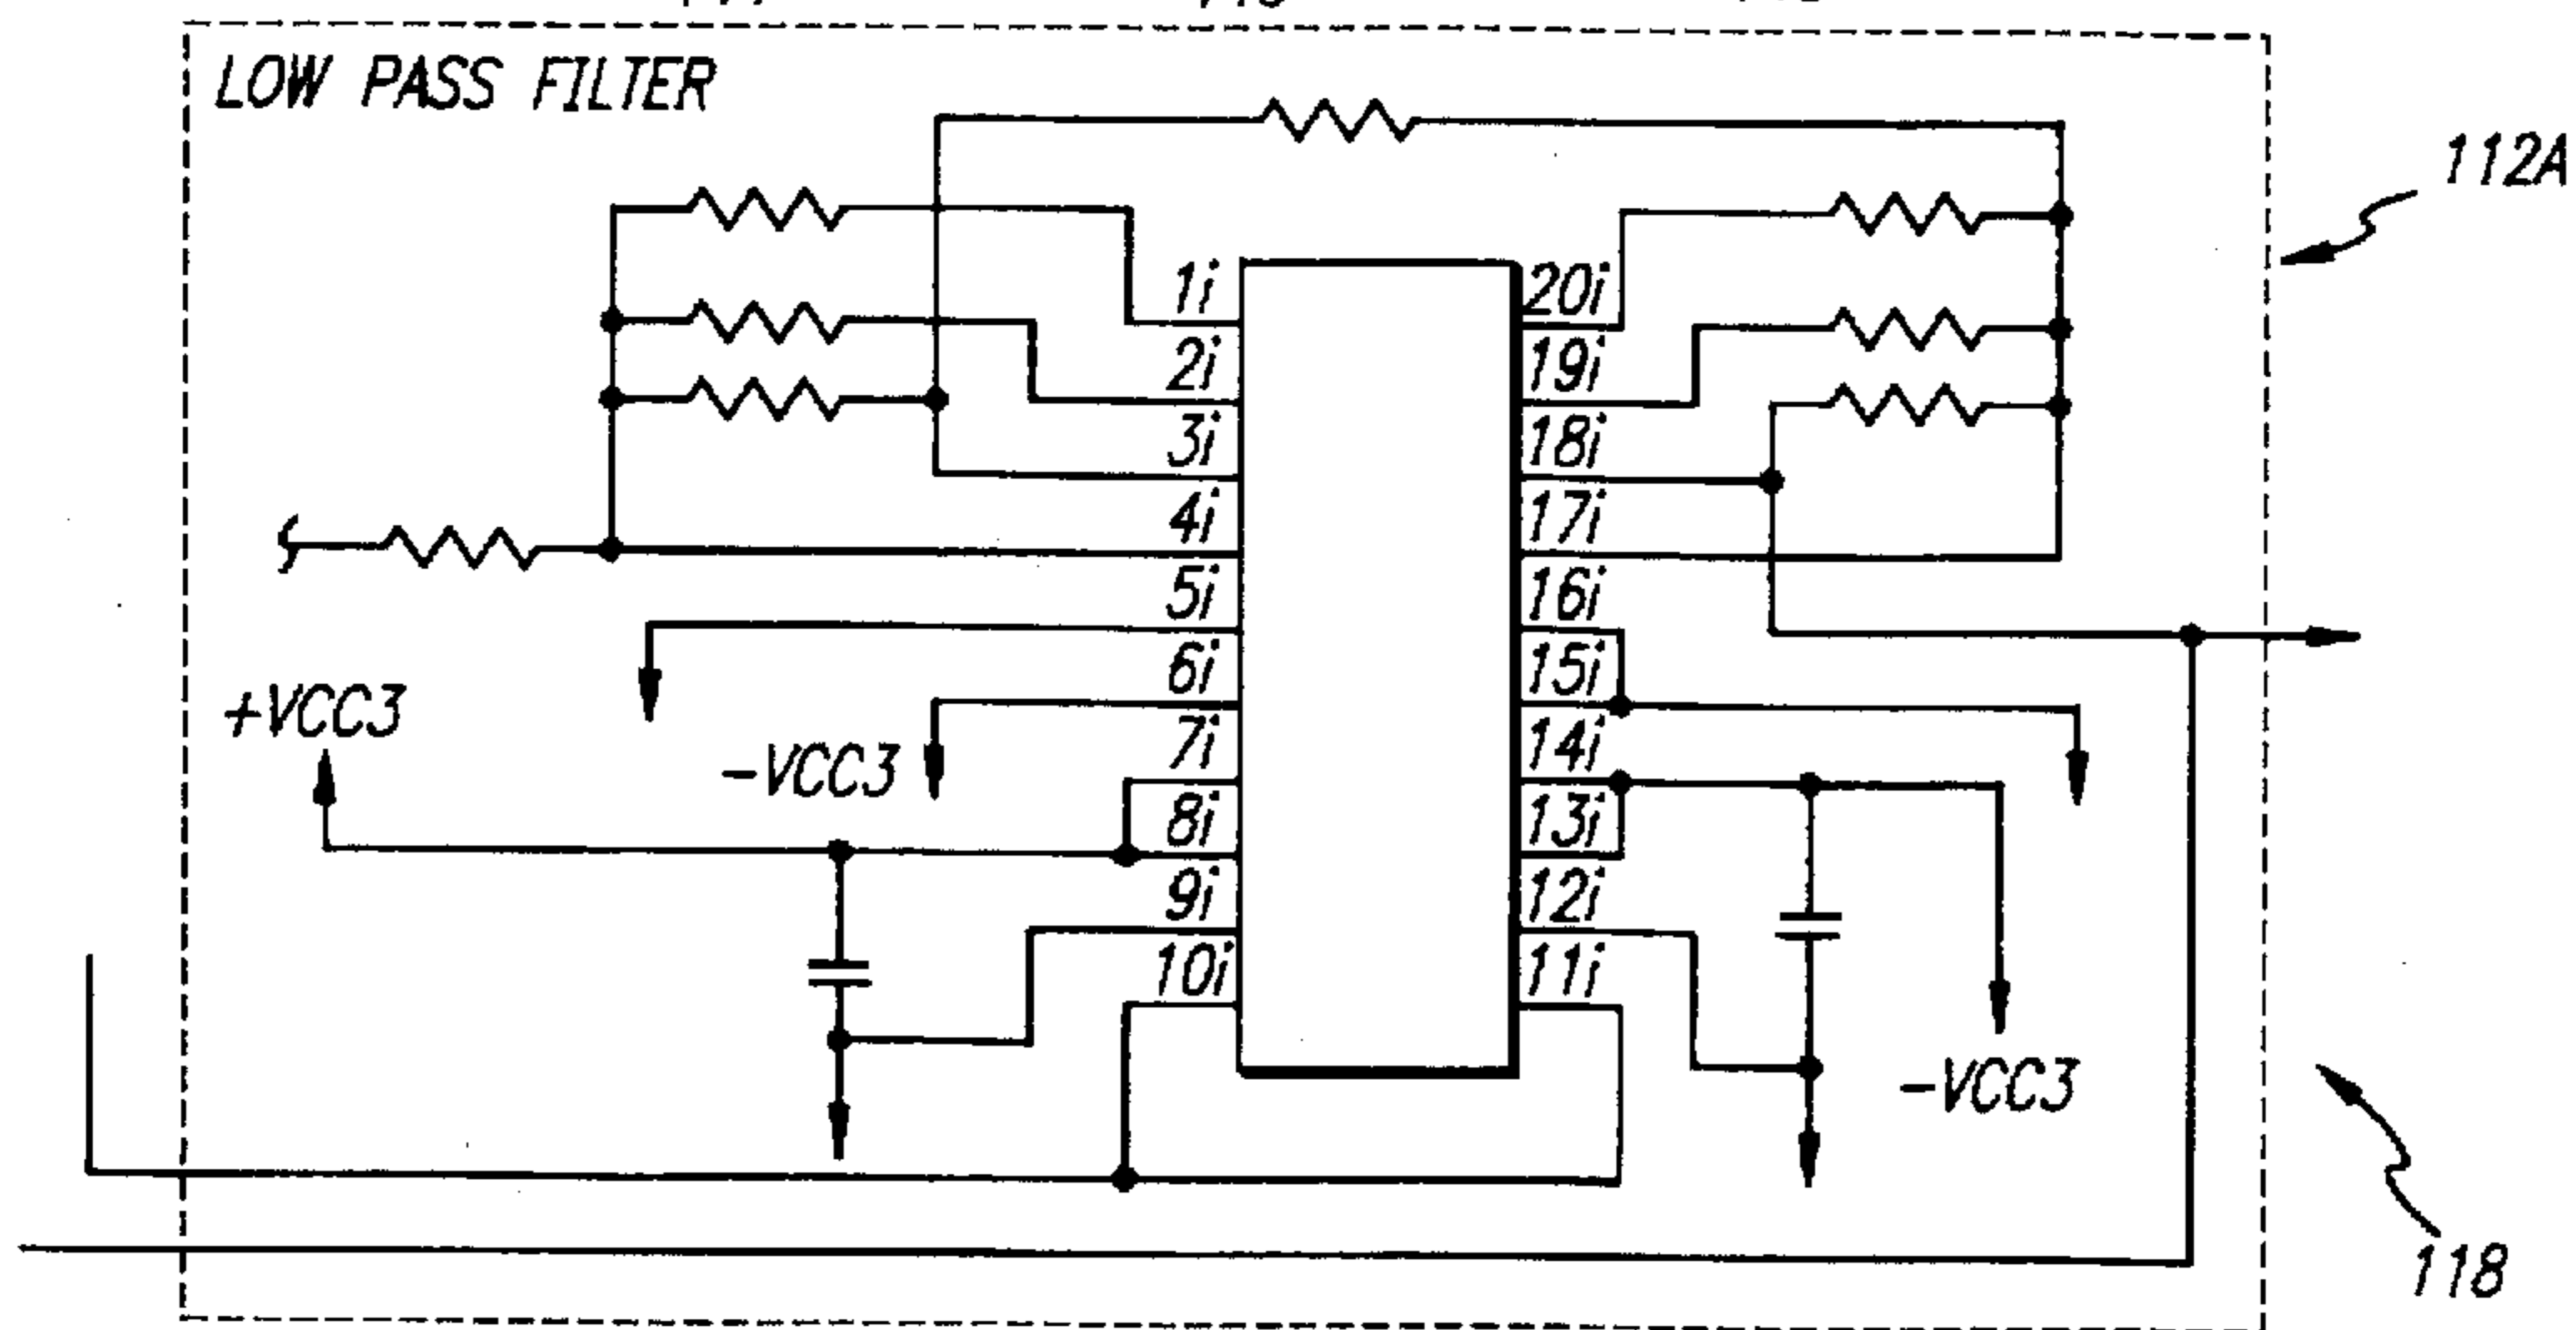 LOW PASS FILTER
112A
1i
20i
2i
19i
3i
18i
4i
17i
5i
16i
6i
15i
+VCC3
-VCC3
7i
14i
8i
13i
9i
12i
10i
11i
-VCC3
118